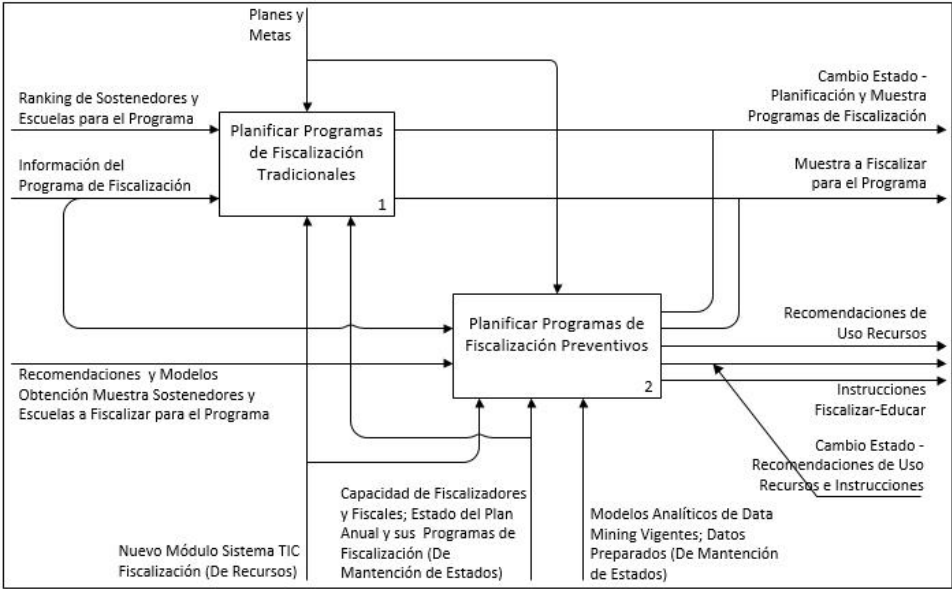 Planes y
Metas
Ranking de Sostenedores y
Escuelas para el Programa
Información del
Programa de Fiscalización
Planificar Programas
de Fiscalización
Tradicionales
1
Cambio Estado -
Planificación y Muestra
Programas de Fiscalización
Muestra a Fiscalizar
para el Programa
Planificar Programas de
Fiscalización Preventivos
2
Recomendaciones de
Uso Recursos
Recomendaciones y Modelos
Obtención Muestra Sostenedores y
Escuelas a Fiscalizar para el Programa
Instrucciones
Fiscalizar-Educar
Cambio Estado -
Recomendaciones de Uso
Recursos e Instrucciones
Nuevo Módulo Sistema TIC
Fiscalización (De Recursos)
Capacidad de Fiscalizadores
y Fiscales; Estado del Plan
Anual y sus Programas de
Fiscalización (De
Mantención de Estados)
Modelos Analíticos de Data
Mining Vigentes; Datos
Preparados (De Mantención
de Estados)